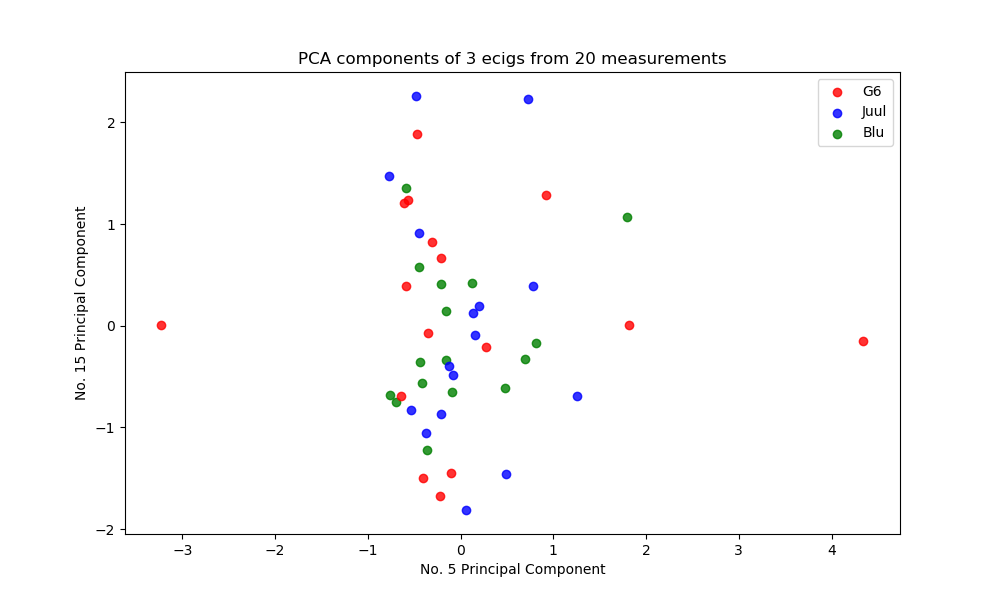 PCA components of 3 ecigs from 20 measurements
G6
Juul
Blu
2
1
0
−1
−2
No. 15 Principal Component
−3
−2
−1
0
1
2
3
4
No. 5 Principal Component